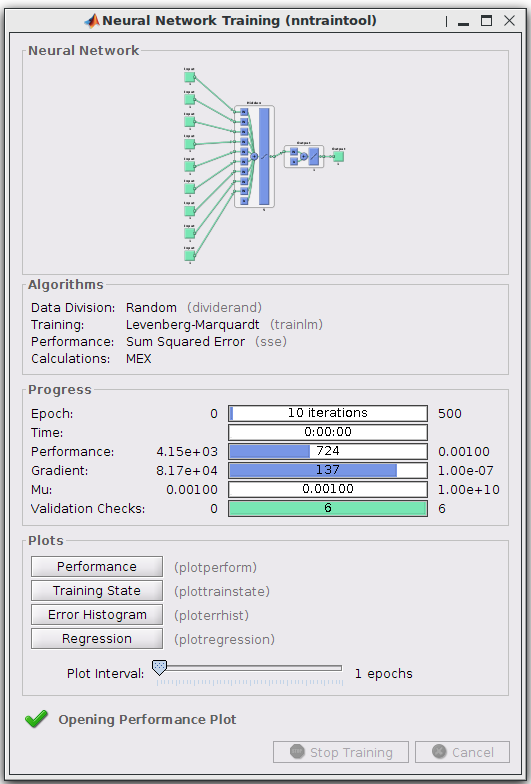 Neural Network Training (nntraintool)
Neural Network
Input
Input
Input
Input
Input
Input
Input
Input
Input
Hidden
Output
Output
Algorithms
Data Division: Random (dividerand)
Training: Levenberg-Marquardt (trainlm)
Performance: Sum Squared Error (sse)
Calculations: MEX
Progress
Epoch: 0 10 iterations 500
Time: 0:00:00
Performance: 4.15e+03 724 0.00100
Gradient: 8.17e+04 137 1.00e-07
Mu: 0.00100 0.00100 1.00e+10
Validation Checks: 0 6 6
Plots
Performance (plotperform)
Training State (plottrainstate)
Error Histogram (ploterrhist)
Regression (plotregression)
Plot Interval: 1 epochs
Opening Performance Plot
Stop Training Cancel